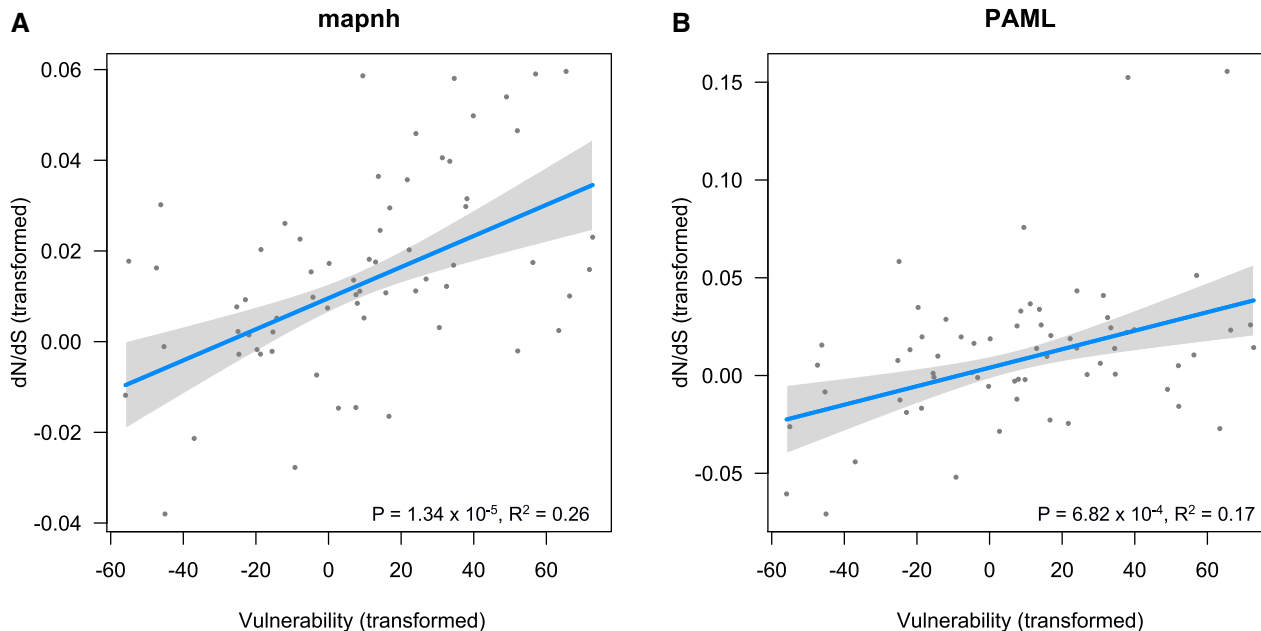 A
mapnh
dN/dS (transformed)
0.06
0.04
0.02
0.00
-0.02
-0.04
P = 1.34 x 10⁻⁵, R² = 0.26
-60 -40 -20 0 20 40 60
Vulnerability (transformed)
B
PAML
dN/dS (transformed)
0.15
0.10
0.05
0.00
-0.05
P = 6.82 x 10⁻⁴, R² = 0.17
-60 -40 -20 0 20 40 60
Vulnerability (transformed)